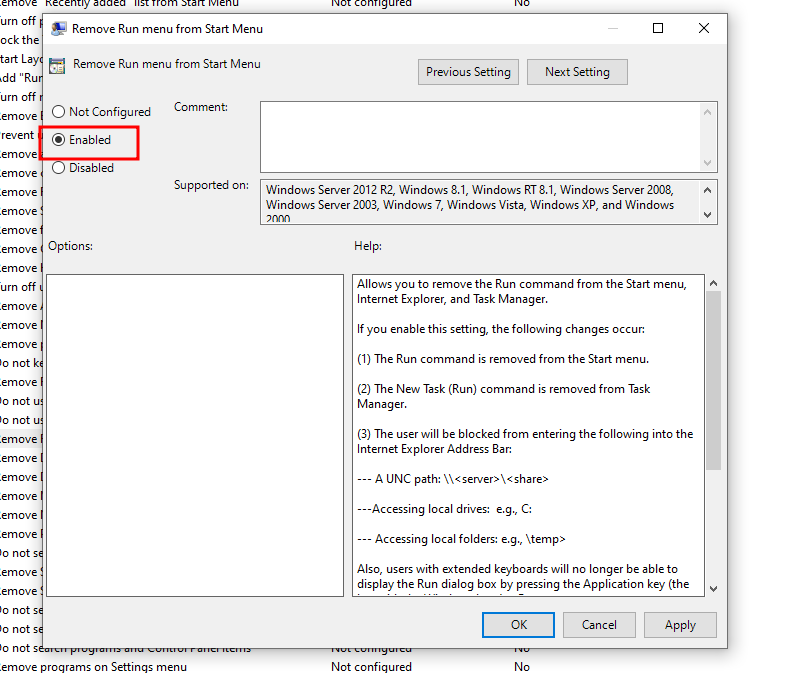 Remove "Recently added" list from Start Menu Not configured No
Remove Run menu from Start Menu
Remove Run menu from Start Menu
Previous Setting
Next Setting
Not Configured
Comment:
Enabled
Disabled
Supported on:
Windows Server 2012 R2, Windows 8.1, Windows RT 8.1, Windows Server 2008,
Windows Server 2003, Windows 7, Windows Vista, Windows XP, and Windows
2000
Options:
Help:
Allows you to remove the Run command from the Start menu,
Internet Explorer, and Task Manager.
If you enable this setting, the following changes occur:
(1) The Run command is removed from the Start menu.
(2) The New Task (Run) command is removed from Task
Manager.
(3) The user will be blocked from entering the following into the
Internet Explorer Address Bar:
--- A UNC path: \\<server>\<share>
---Accessing local drives:  e.g., C:
--- Accessing local folders: e.g., \temp>
Also, users with extended keyboards will no longer be able to
display the Run dialog box by pressing the Application key (the
OK
Cancel
Apply
Do not search programs and Control Panel items Not configured No
Remove programs on Settings menu Not configured No